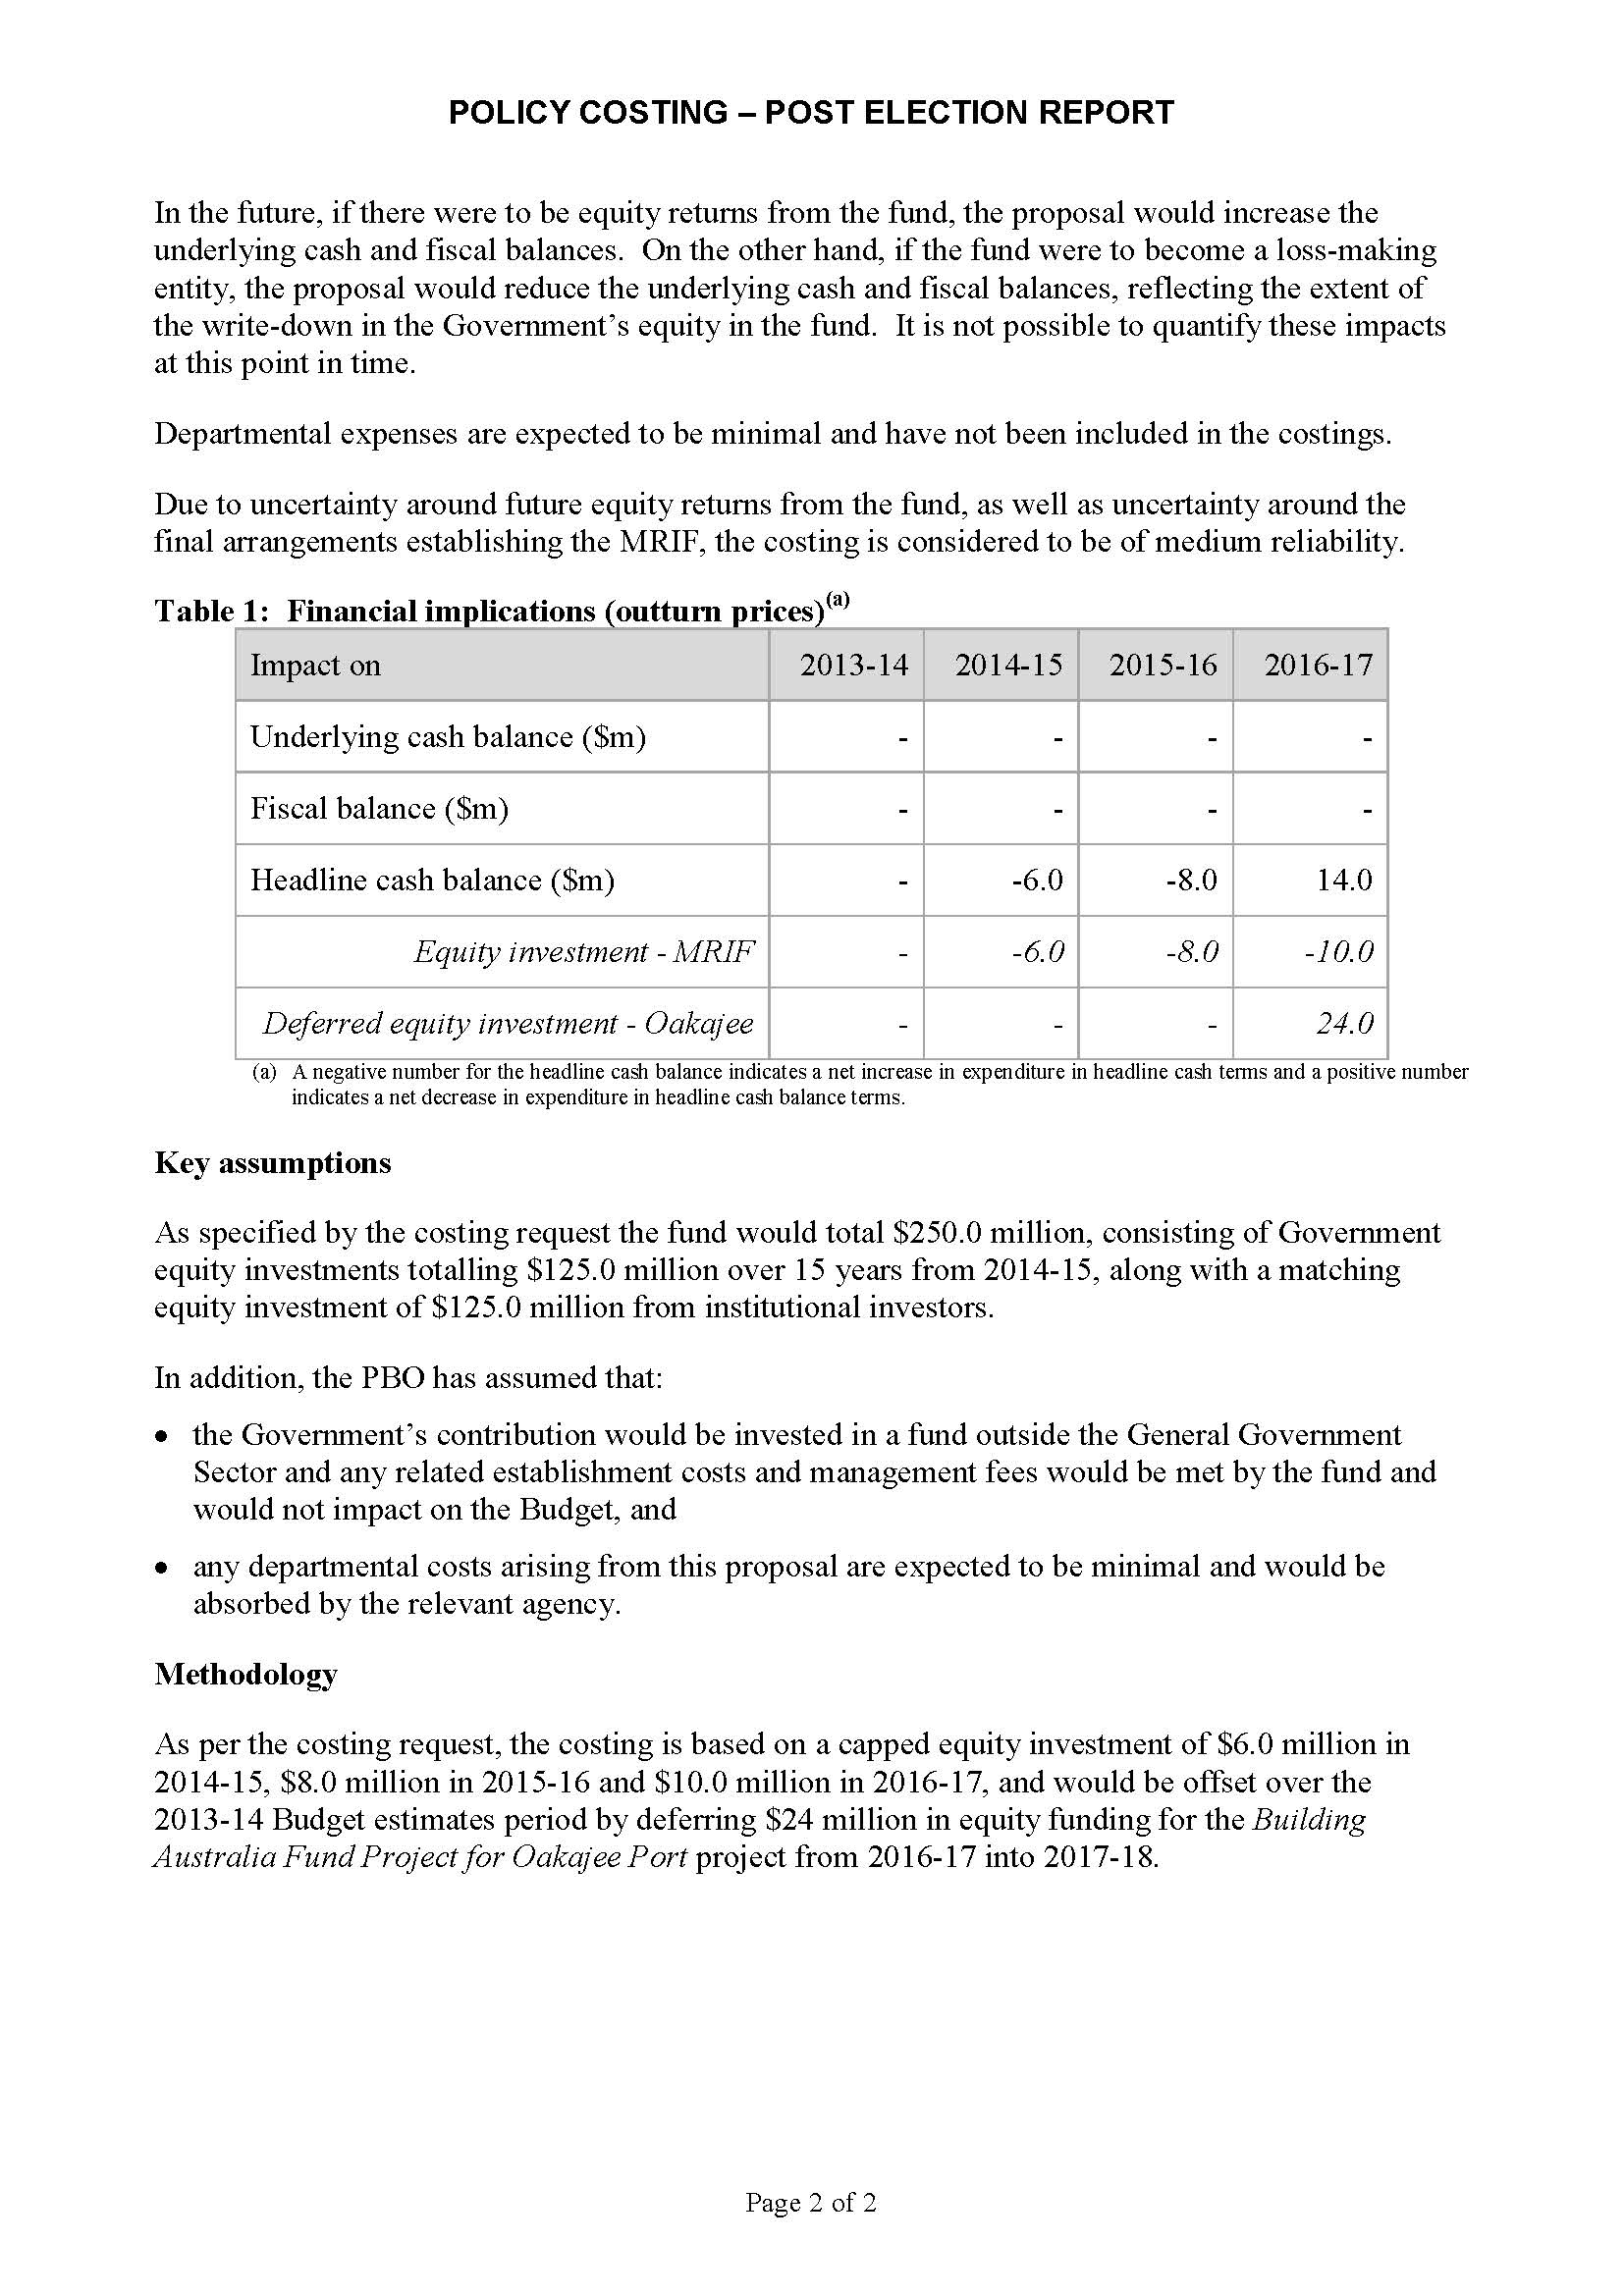 POLICY COSTING – POST ELECTION REPORT
In the future, if there were to be equity returns from the fund, the proposal would increase the
underlying cash and fiscal balances.  On the other hand, if the fund were to become a loss-making
entity, the proposal would reduce the underlying cash and fiscal balances, reflecting the extent of
the write-down in the Government’s equity in the fund.  It is not possible to quantify these impacts
at this point in time.
Departmental expenses are expected to be minimal and have not been included in the costings.
Due to uncertainty around future equity returns from the fund, as well as uncertainty around the
final arrangements establishing the MRIF, the costing is considered to be of medium reliability.
Table 1:  Financial implications (outturn prices)(a)
Impact on 2013-14 2014-15 2015-16 2016-17
Underlying cash balance ($m) - - - -
Fiscal balance ($m) - - - -
Headline cash balance ($m) - -6.0 -8.0 14.0
Equity investment - MRIF - -6.0 -8.0 -10.0
Deferred equity investment - Oakajee - - - 24.0
(a) A negative number for the headline cash balance indicates a net increase in expenditure in headline cash terms and a positive number
indicates a net decrease in expenditure in headline cash balance terms.
Key assumptions
As specified by the costing request the fund would total $250.0 million, consisting of Government
equity investments totalling $125.0 million over 15 years from 2014-15, along with a matching
equity investment of $125.0 million from institutional investors.
In addition, the PBO has assumed that:
• the Government’s contribution would be invested in a fund outside the General Government
Sector and any related establishment costs and management fees would be met by the fund and
would not impact on the Budget, and
• any departmental costs arising from this proposal are expected to be minimal and would be
absorbed by the relevant agency.
Methodology
As per the costing request, the costing is based on a capped equity investment of $6.0 million in
2014-15, $8.0 million in 2015-16 and $10.0 million in 2016-17, and would be offset over the
2013-14 Budget estimates period by deferring $24 million in equity funding for the Building
Australia Fund Project for Oakajee Port project from 2016-17 into 2017-18.
Page 2 of 2